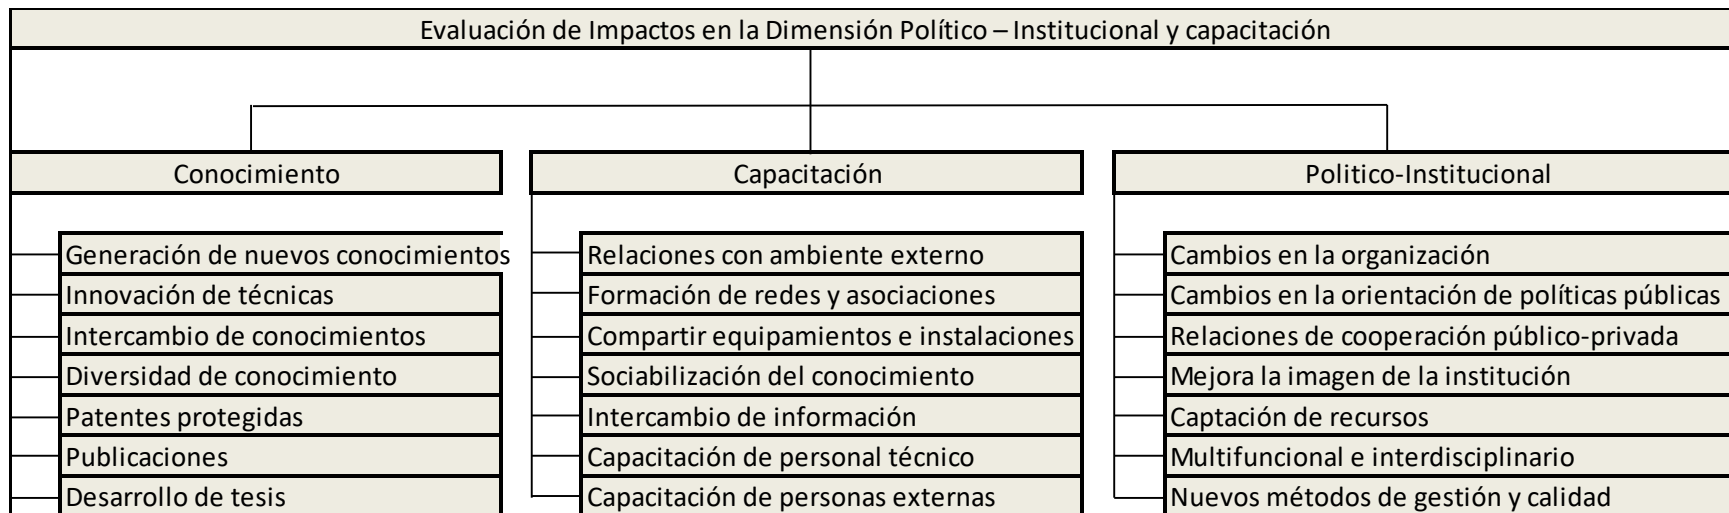 Evaluación de Impactos en la Dimensión Político – Institucional y capacitación
Conocimiento
Generación de nuevos conocimientos
Innovación de técnicas
Intercambio de conocimientos
Diversidad de conocimiento
Patentes protegidas
Publicaciones
Desarrollo de tesis
Capacitación
Relaciones con ambiente externo
Formación de redes y asociaciones
Compartir equipamientos e instalaciones
Sociabilización del conocimiento
Intercambio de información
Capacitación de personal técnico
Capacitación de personas externas
Politico-Institucional
Cambios en la organización
Cambios en la orientación de políticas públicas
Relaciones de cooperación público-privada
Mejora la imagen de la institución
Captación de recursos
Multifuncional e interdisciplinario
Nuevos métodos de gestión y calidad